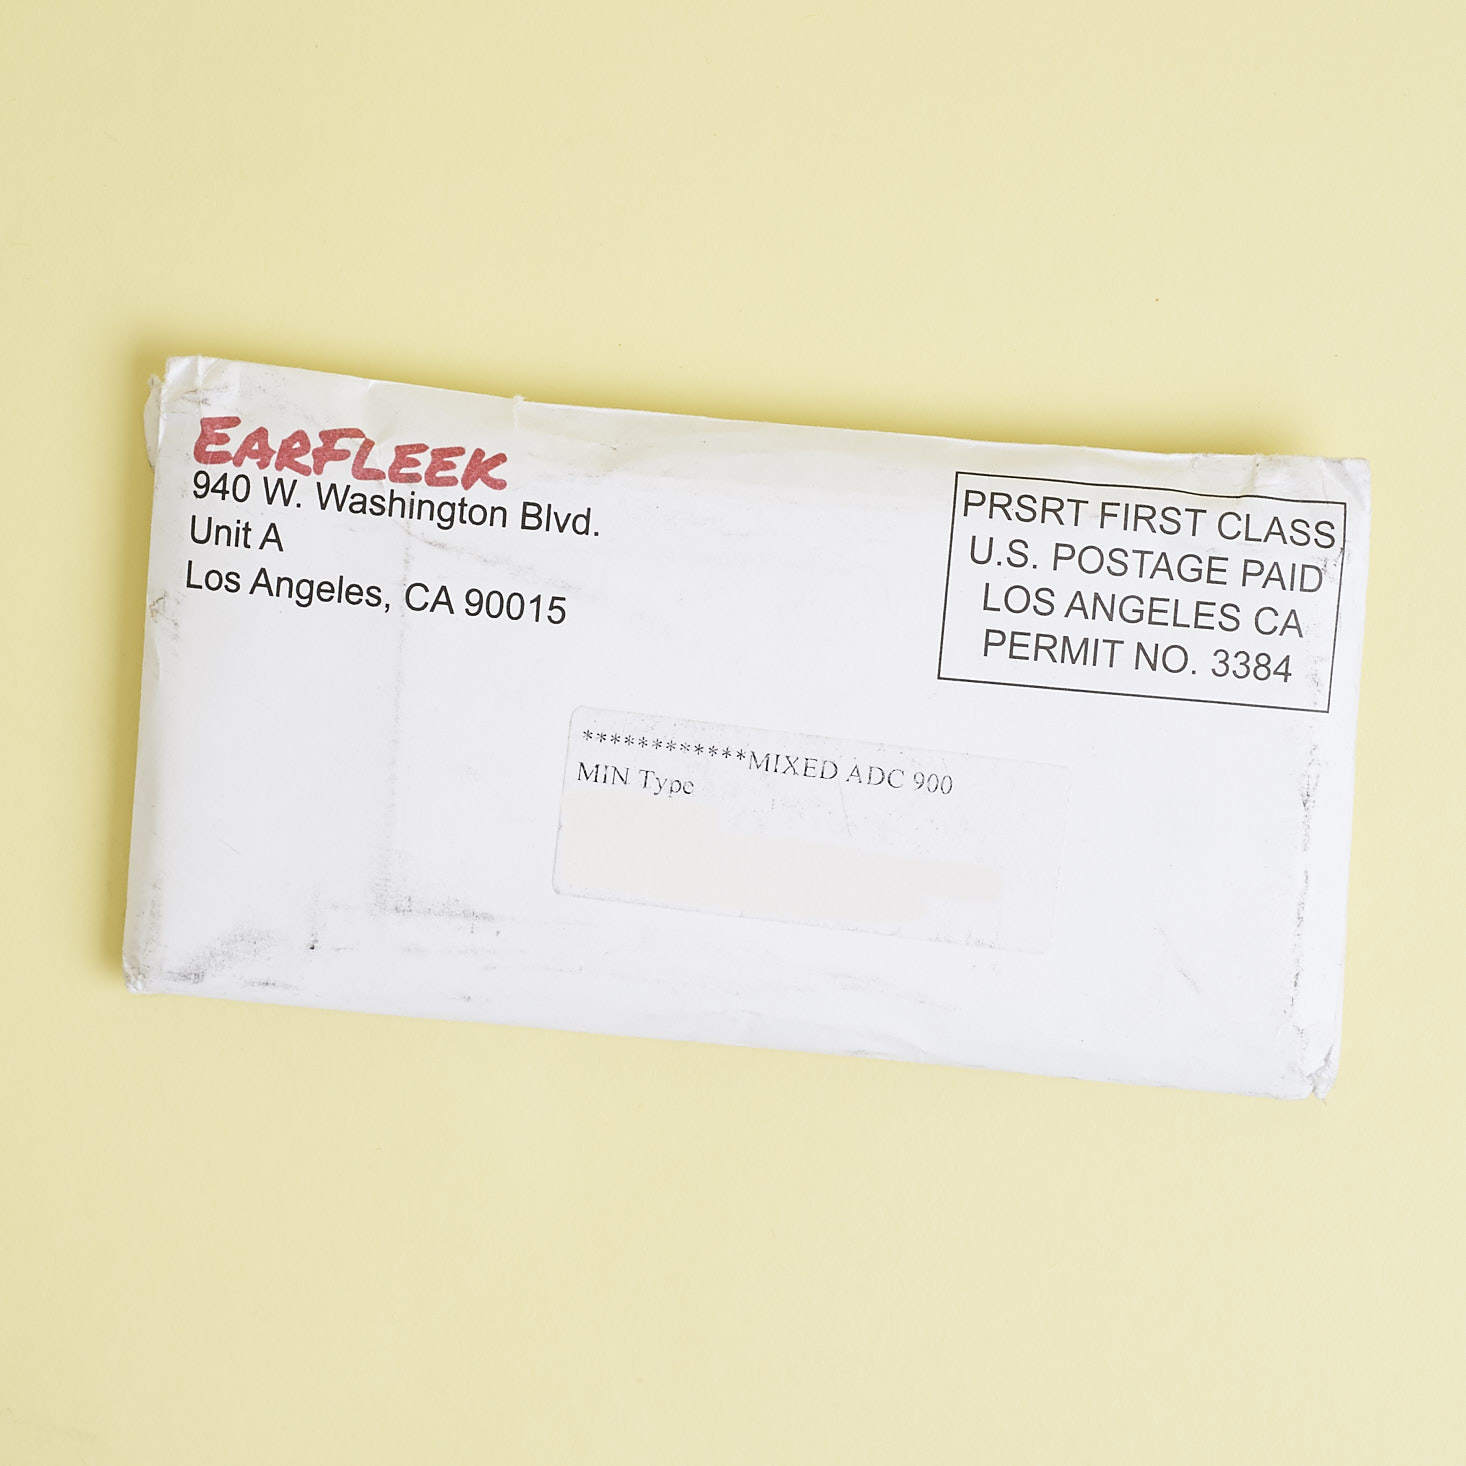 EARFLEEK
940 W. Washington Blvd.
Unit A
Los Angeles, CA 90015
PRSRT FIRST CLASS
U.S. POSTAGE PAID
LOS ANGELES CA
PERMIT NO. 3384
************MIXED ADC 900
MIN Type